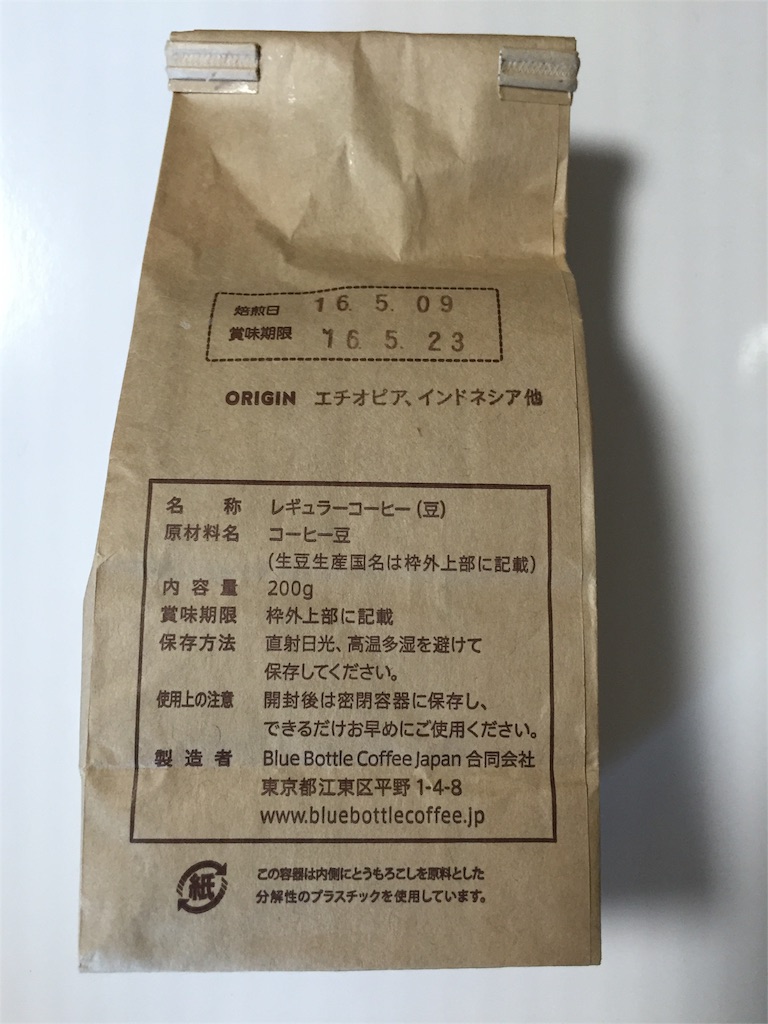 焙煎日 16. 5. 09
賞味期限 16. 5. 23
ORIGIN エチオピア、インドネシア他
名称 レギュラーコーヒー (豆)
原材料名 コーヒー豆
(生豆生産国名は枠外上部に記載)
内容量 200g
賞味期限 枠外上部に記載
保存方法 直射日光、高温多湿を避けて
保存してください。
使用上の注意 開封後は密閉容器に保存し、
できるだけお早めにご使用ください。
製造者 Blue Bottle Coffee Japan 合同会社
東京都江東区平野 1-4-8
www.bluebottlecoffee.jp
紙
この容器は内側にとうもろこしを原料とした
分解性のプラスチックを使用しています。